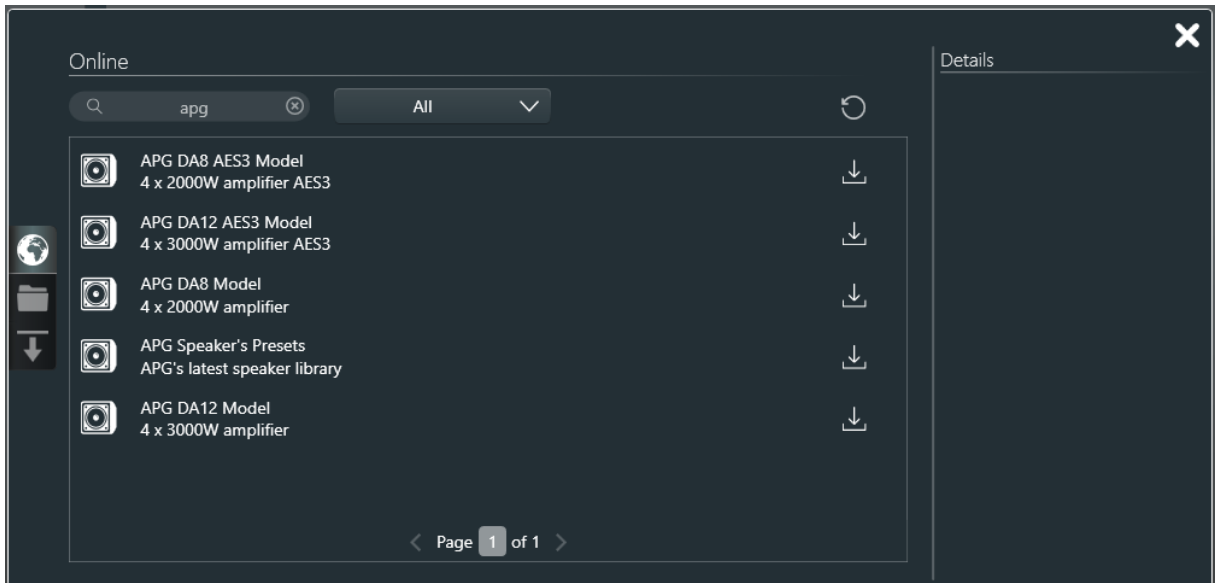 Online
Details
apg
All
APG DA8 AES3 Model
4 x 2000W amplifier AES3
APG DA12 AES3 Model
4 x 3000W amplifier AES3
APG DA8 Model
4 x 2000W amplifier
APG Speaker's Presets
APG's latest speaker library
APG DA12 Model
4 x 3000W amplifier
Page 1 of 1